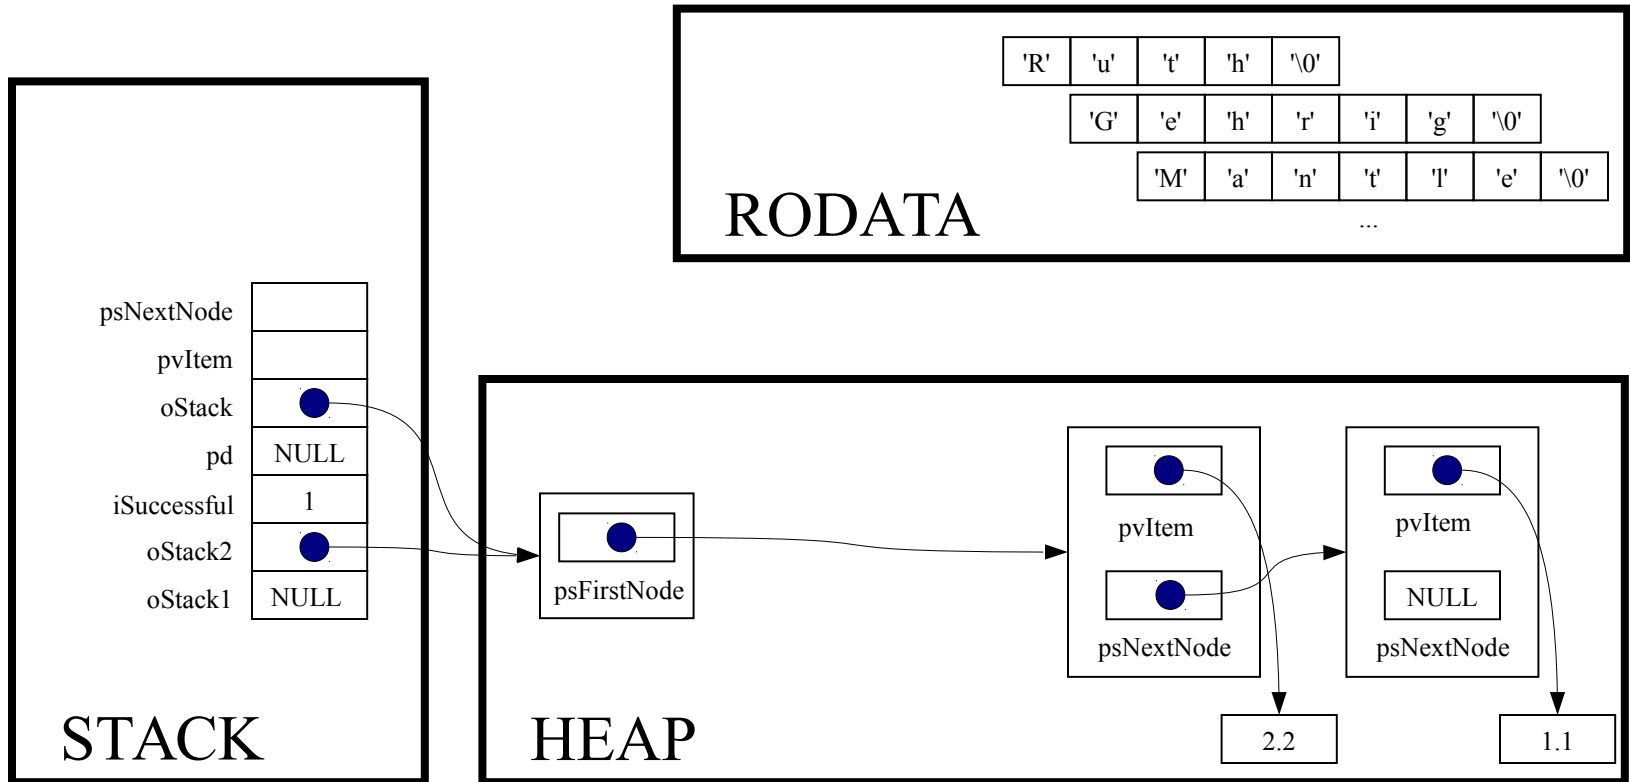 'R' 'u' 't' 'h' '\0'
'G' 'e' 'h' 'r' 'i' 'g' '\0'
'M' 'a' 'n' 't' 'l' 'e' '\0'
...
RODATA
psNextNode
pvItem
oStack
pd NULL
iSuccessful 1
oStack2
oStack1 NULL
STACK
psFirstNode
pvItem
psNextNode
pvItem
NULL
psNextNode
2.2
1.1
HEAP